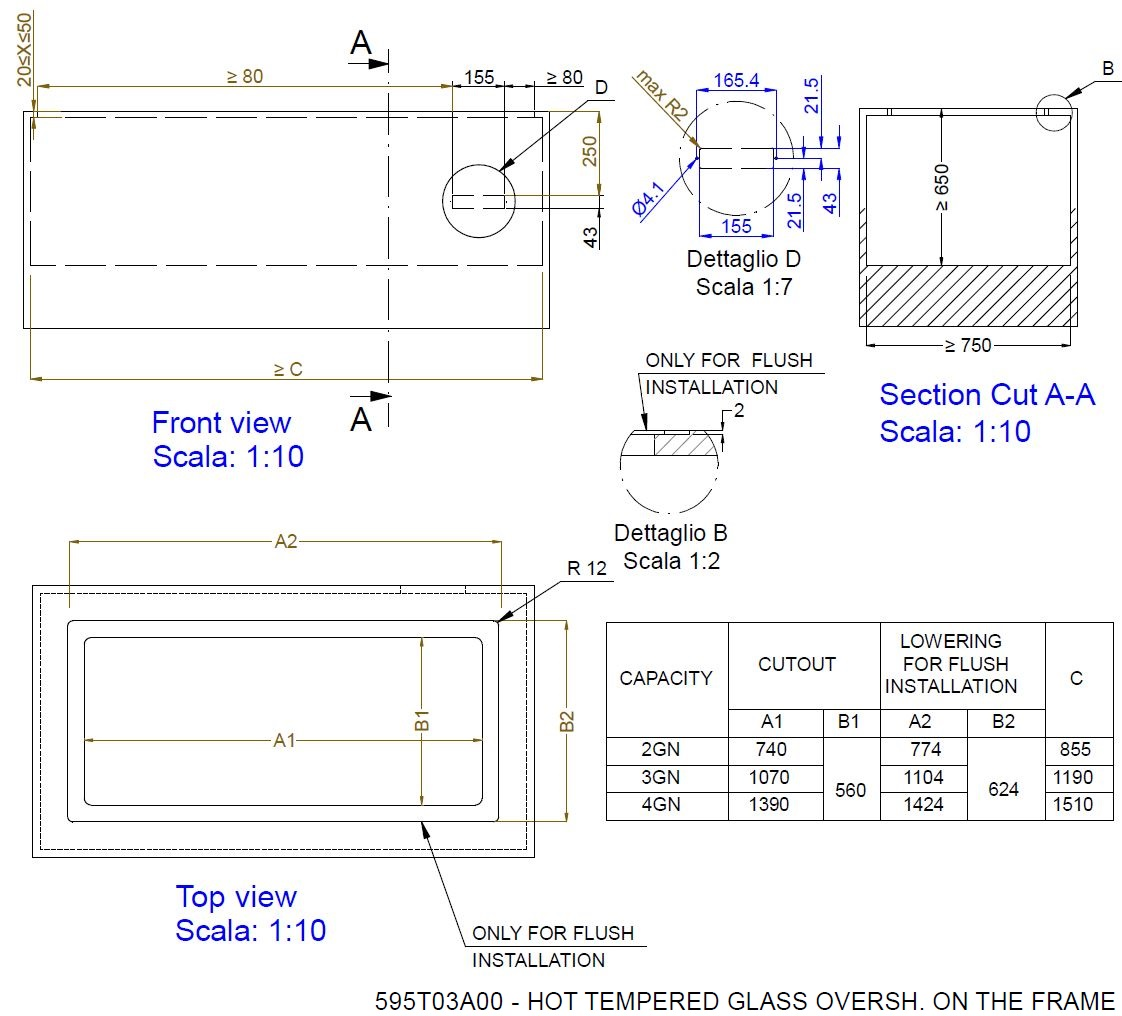 20≤X≤50
A
≥ 80
155
≥ 80
D
250
43
≥ C
A
Front view
Scala: 1:10
max R2
165.4
21.5
Ø4.1
21.5
43
155
Dettaglio D
Scala 1:7
B
≥ 650
≥ 750
Section Cut A-A
Scala: 1:10
ONLY FOR FLUSH
INSTALLATION
2
Dettaglio B
Scala 1:2
A2
R 12
B1
B2
A1
Top view
Scala: 1:10
ONLY FOR FLUSH
INSTALLATION
CAPACITY CUTOUT LOWERING FOR FLUSH INSTALLATION C
A1 B1 A2 B2
2GN 740 774 855
3GN 1070 560 1104 624 1190
4GN 1390 1424 1510
595T03A00 - HOT TEMPERED GLASS OVERSH. ON THE FRAME